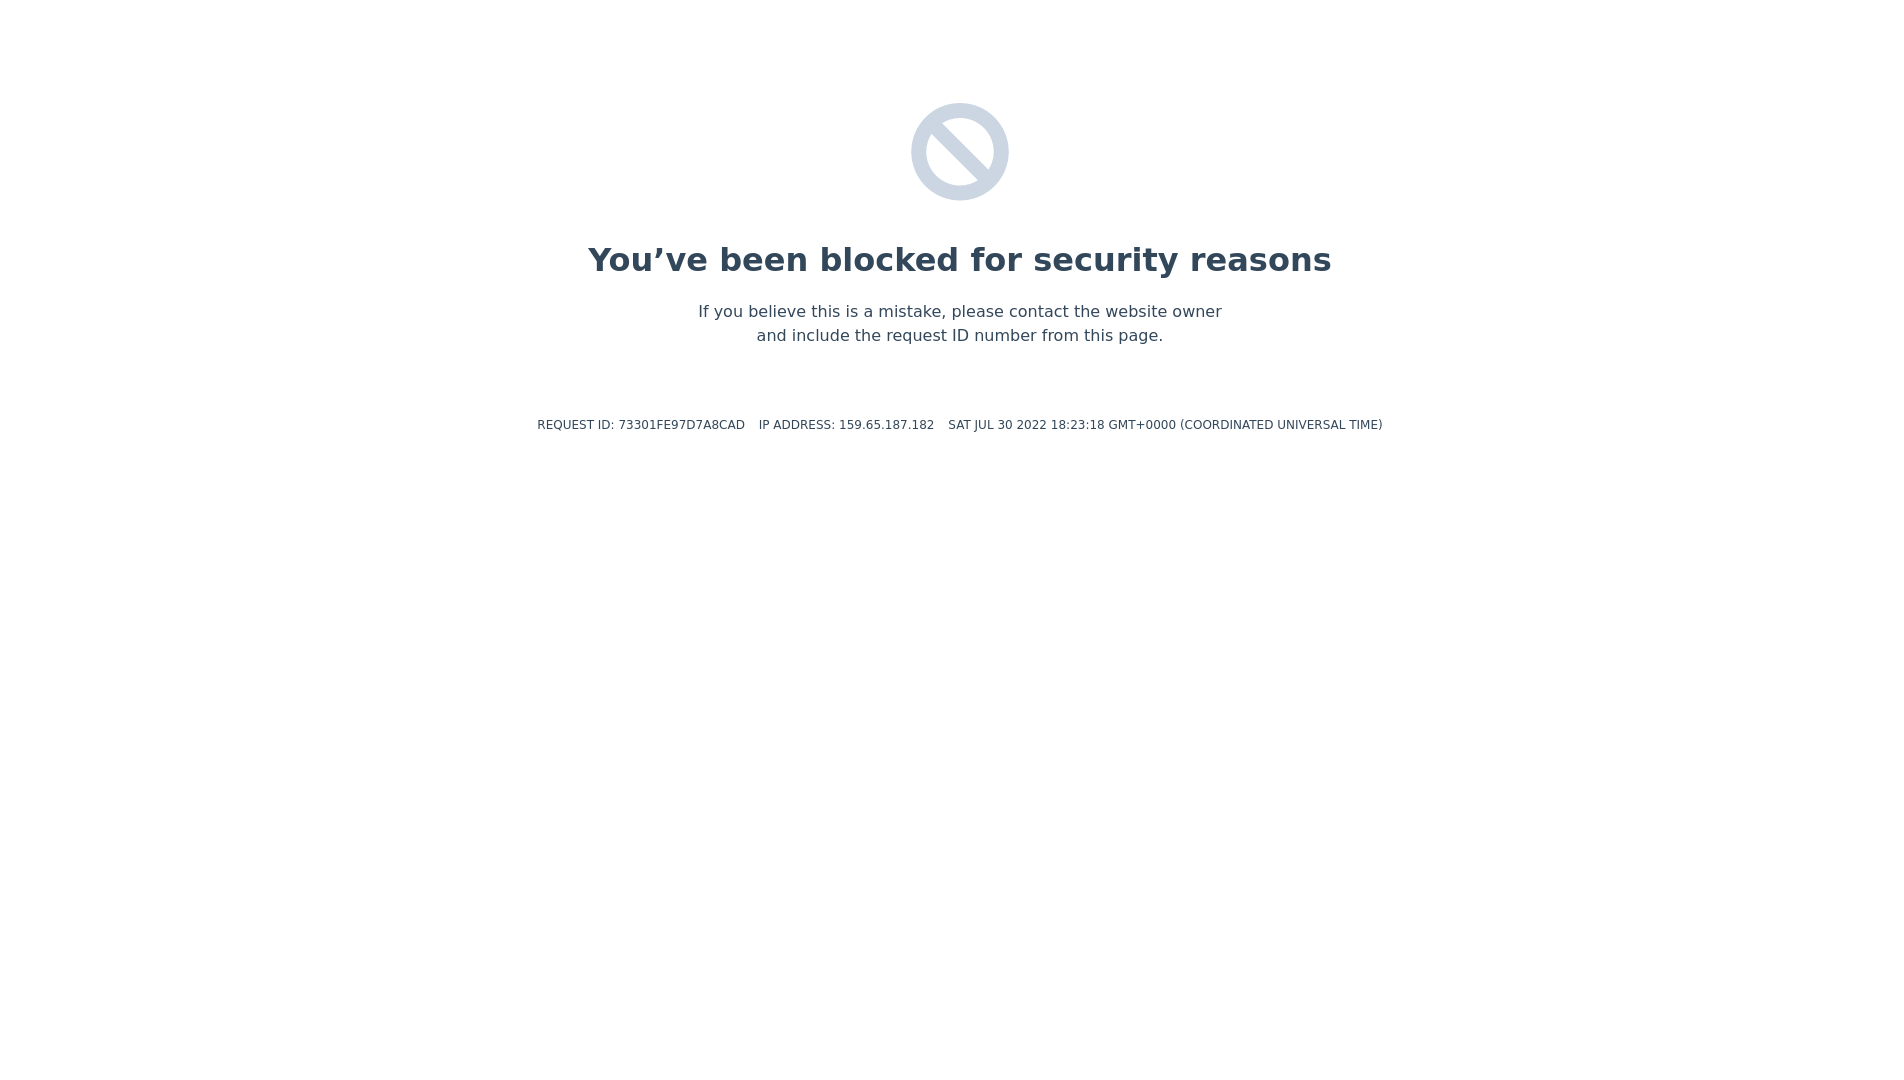 You’ve been blocked for security reasons
If you believe this is a mistake, please contact the website owner
and include the request ID number from this page.
REQUEST ID: 73301FE97D7A8CAD IP ADDRESS: 159.65.187.182 SAT JUL 30 2022 18:23:18 GMT+0000 (COORDINATED UNIVERSAL TIME)